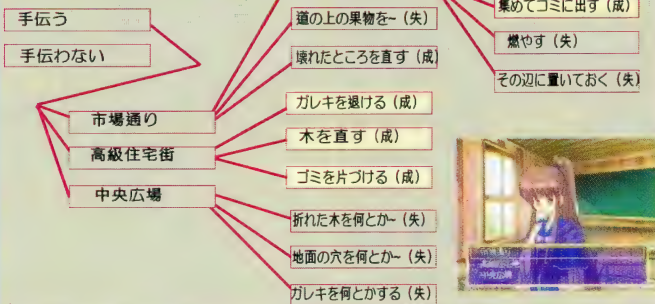 手伝う
手伝わない
市場通り
高級住宅街
中央広場
道の上の果物を~（失）
壊れたところを直す（成）
ガレキを退ける（成）
木を直す（成）
ゴミを片づける（成）
折れた木を何とか~（失）
地面の穴を何とか~（失）
ガレキを何とかする（失）
集めてゴミに出す（成）
燃やす（失）
その辺に置いておく（失）
中央広場